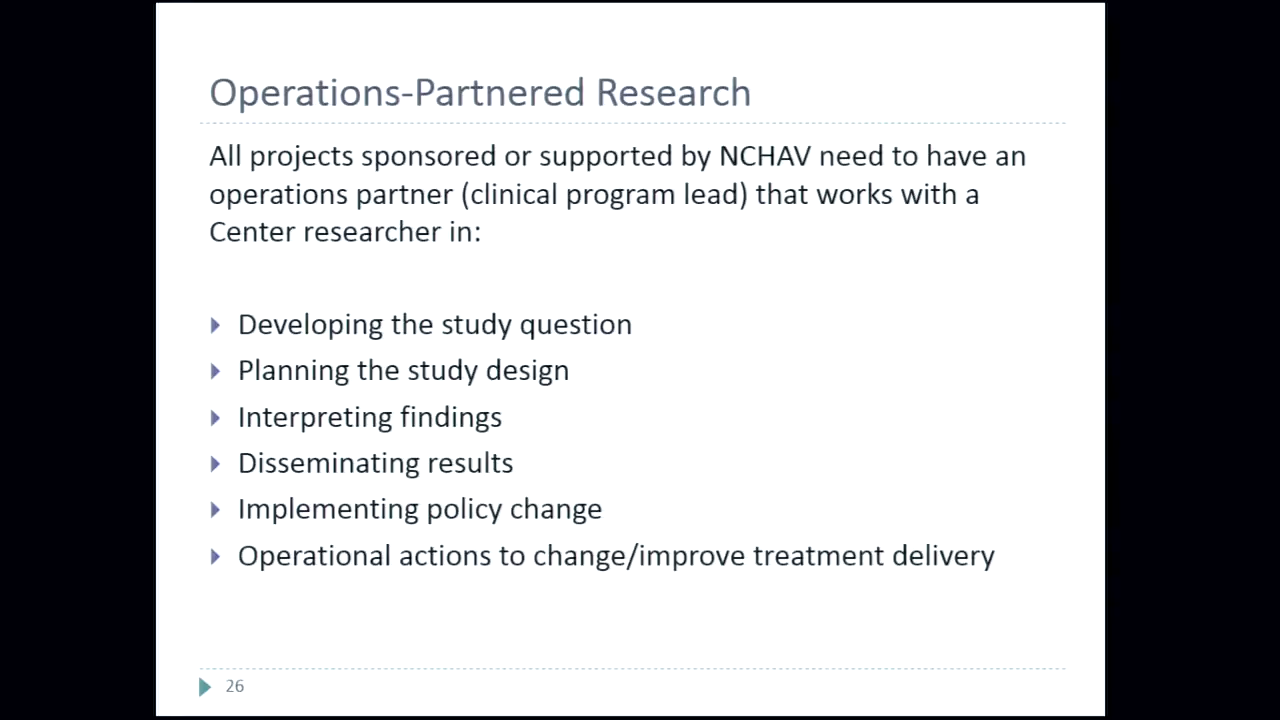 Operations-Partnered Research
All projects sponsored or supported by NCHAV need to have an
operations partner (clinical program lead) that works with a
Center researcher in:
Developing the study question
Planning the study design
Interpreting findings
Disseminating results
Implementing policy change
Operational actions to change/improve treatment delivery
26